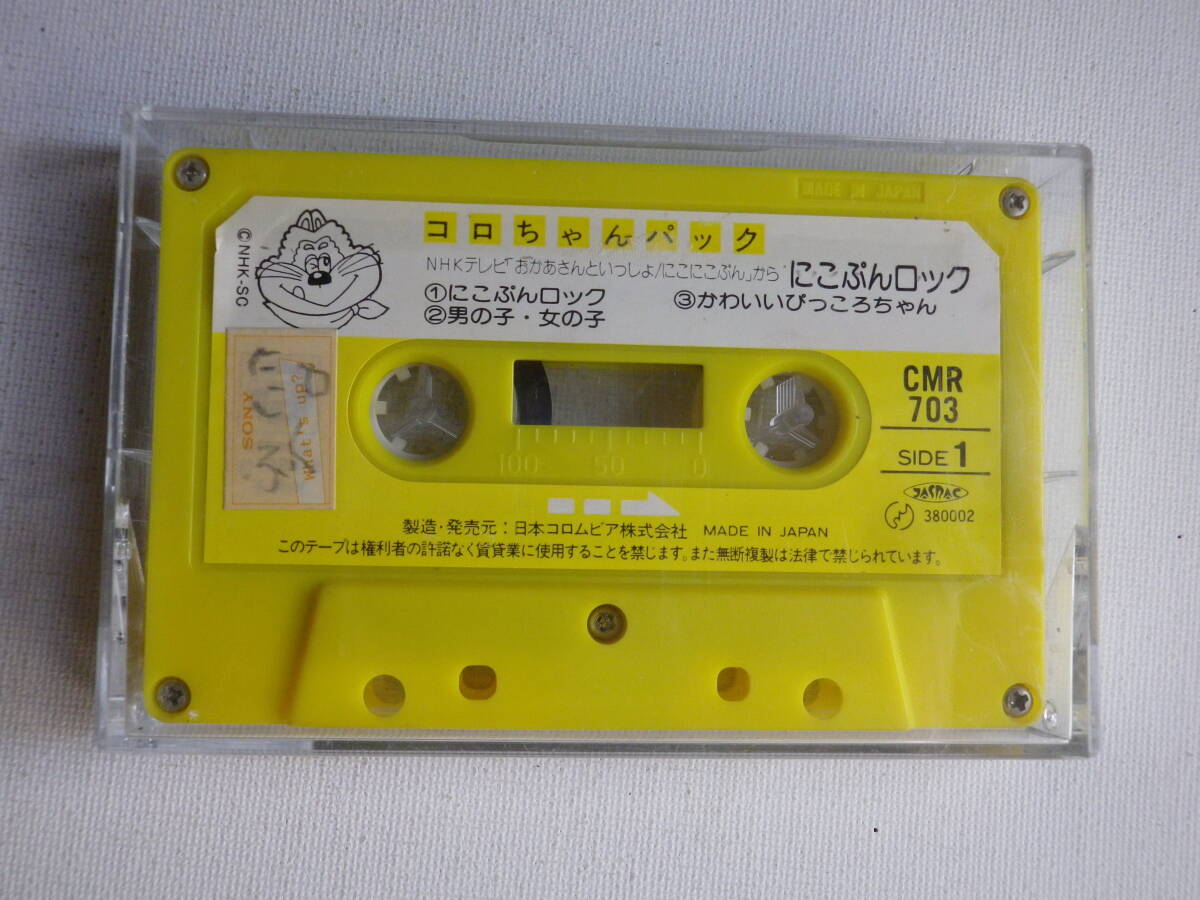 MADE IN JAPAN
コロちゃんパック
NHKテレビ「おかあさんといっしょ/にこにこぷん」から にこぷんロック
①にこぷんロック ③かわいいぴっころちゃん
②男の子・女の子
©NHK-SC
SONY
What's up?
CMR
703
SIDE 1
100 50 0
JASRAC
380002
製造・発売元:日本コロムビア株式会社 MADE IN JAPAN
このテープは権利者の許諾なく賃貸業に使用することを禁じます。また無断複製は法律で禁じられています。